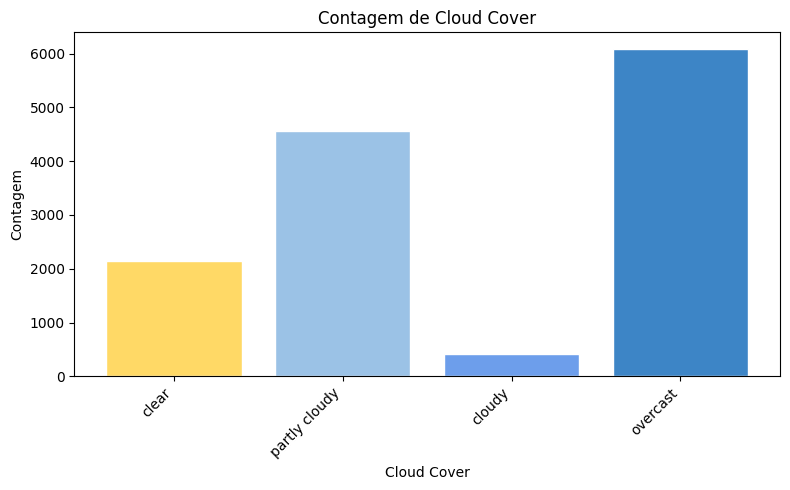 Contagem de Cloud Cover
Contagem
6000
5000
4000
3000
2000
1000
0
clear
partly cloudy
cloudy
overcast
Cloud Cover